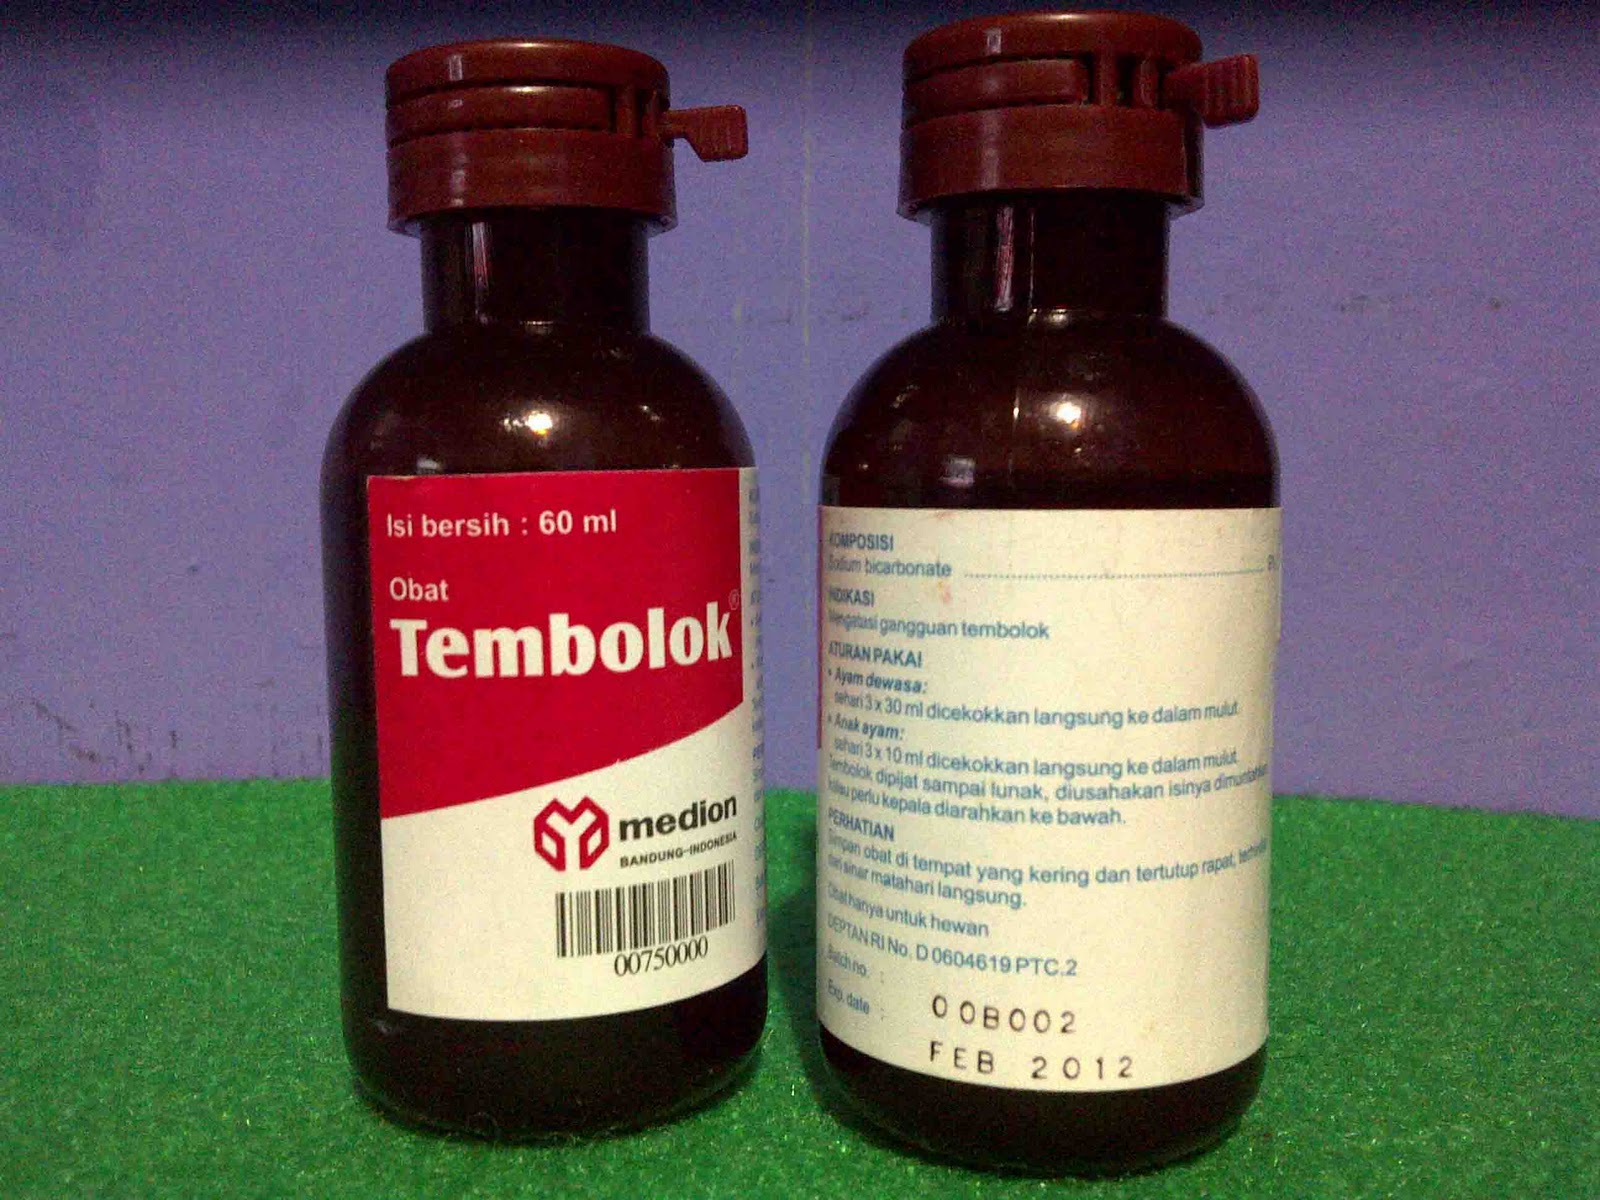 Isi bersih : 60 ml
Obat
Tembolok®
medion
BANDUNG-INDONESIA
00750000
KOMPOSISI
Sodium bicarbonate
INDIKASI
Mengatasi gangguan tembolok
ATURAN PAKAI
• Ayam dewasa:
sehari 3 x 30 ml dicekokkan langsung ke dalam mulut.
• Anak ayam:
sehari 3 x 10 ml dicekokkan langsung ke dalam mulut.
Tembolok dipijat sampai lunak, diusahakan isinya dimuntahkan
kalau perlu kepala diarahkan ke bawah.
PERHATIAN
Simpan obat di tempat yang kering dan tertutup rapat,
dari sinar matahari langsung.
Obat hanya untuk hewan
DEPTAN RI No. D 0604619 PTC.2
Batch no. :
Exp. date :
00B002
FEB 2012